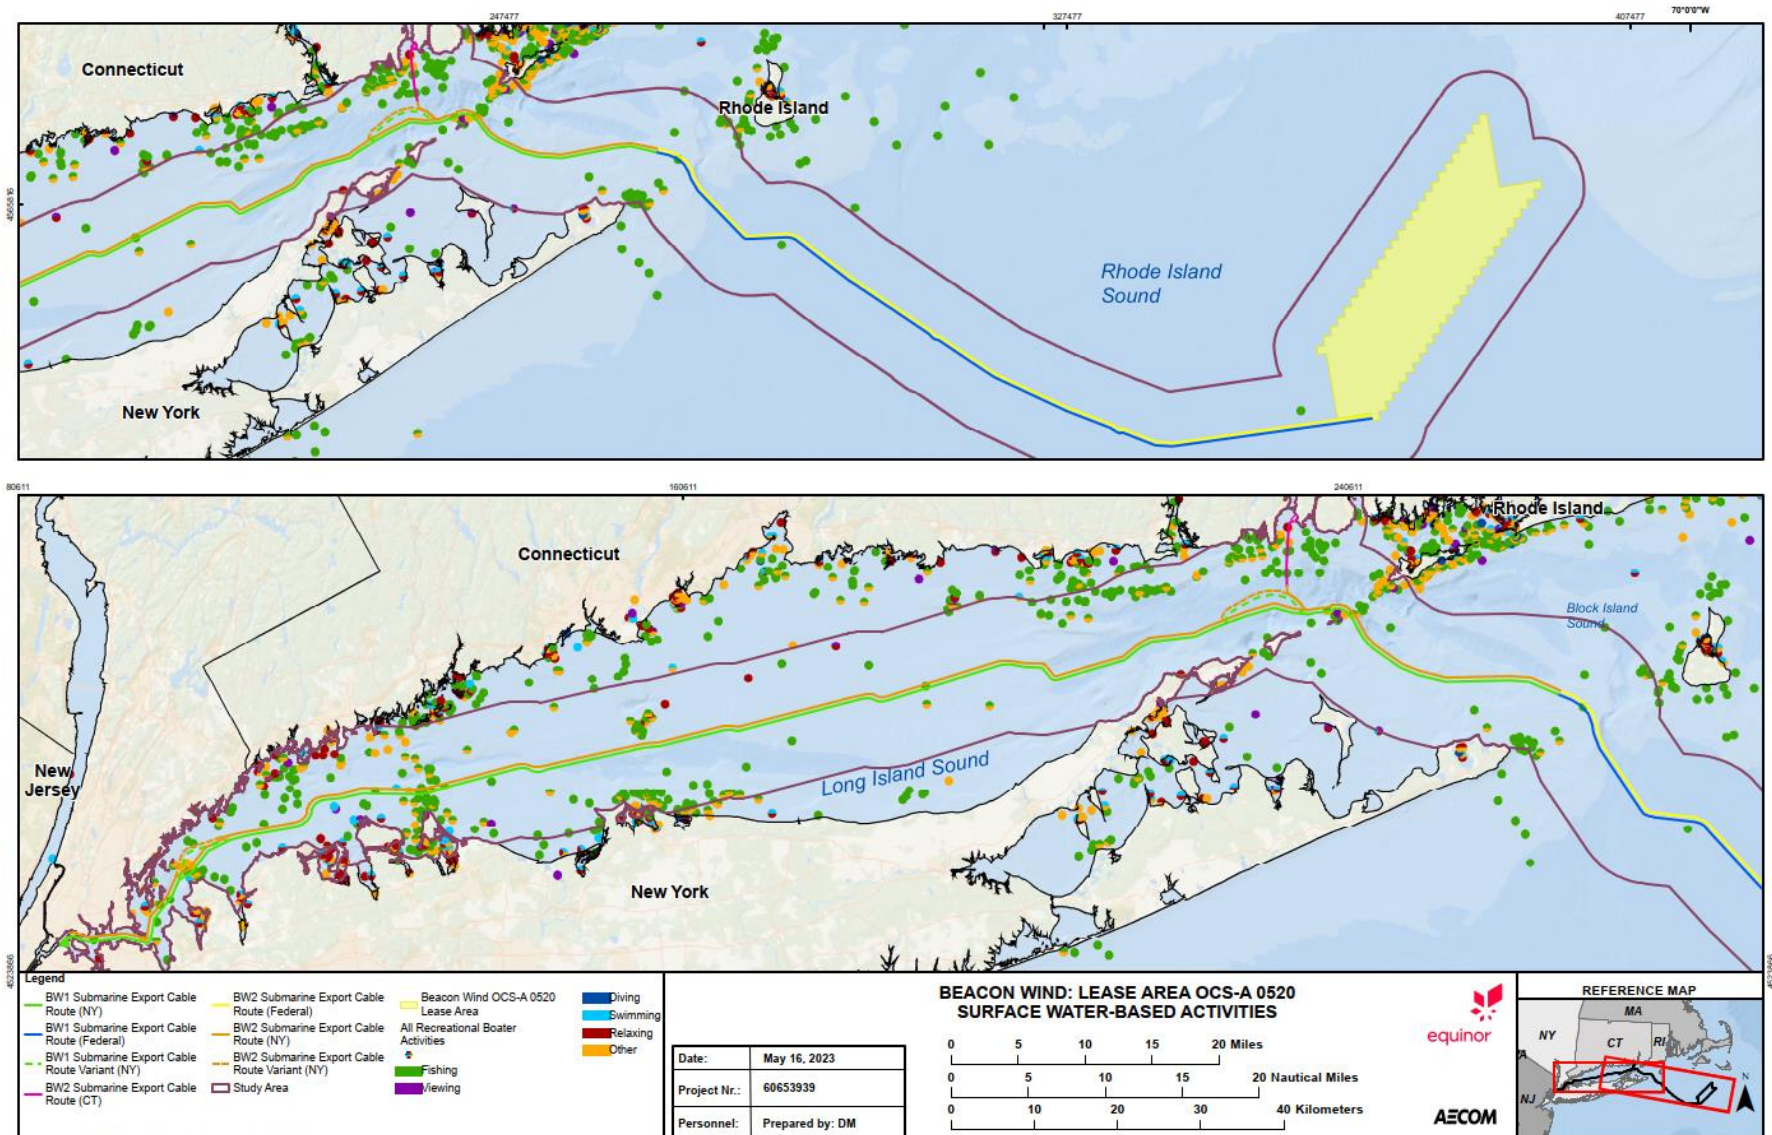 247477
327477
407477
70°0'0"W
Connecticut
Rhode Island
4565816
Rhode Island
Sound
New York
80611
160611
240611
Rhode Island
Connecticut
Block Island
Sound
New
Jersey
Long Island Sound
New York
4523866
4523866
Legend
BW1 Submarine Export Cable
Route (NY)
BW1 Submarine Export Cable
Route (Federal)
BW1 Submarine Export Cable
Route Variant (NY)
BW2 Submarine Export Cable
Route (CT)
BW2 Submarine Export Cable
Route (Federal)
BW2 Submarine Export Cable
Route (NY)
BW2 Submarine Export Cable
Route Variant (NY)
Study Area
Beacon Wind OCS-A 0520
Lease Area
All Recreational Boater
Activities
Fishing
Viewing
Diving
Swimming
Relaxing
Other
Date: May 16, 2023
Project Nr.: 60653939
Personnel: Prepared by: DM
BEACON WIND: LEASE AREA OCS-A 0520
SURFACE WATER-BASED ACTIVITIES
0 5 10 15 20 Miles
0 5 10 15 20 Nautical Miles
0 10 20 30 40 Kilometers
equinor
AECOM
REFERENCE MAP
MA
NY
CT
RI
NJ
N